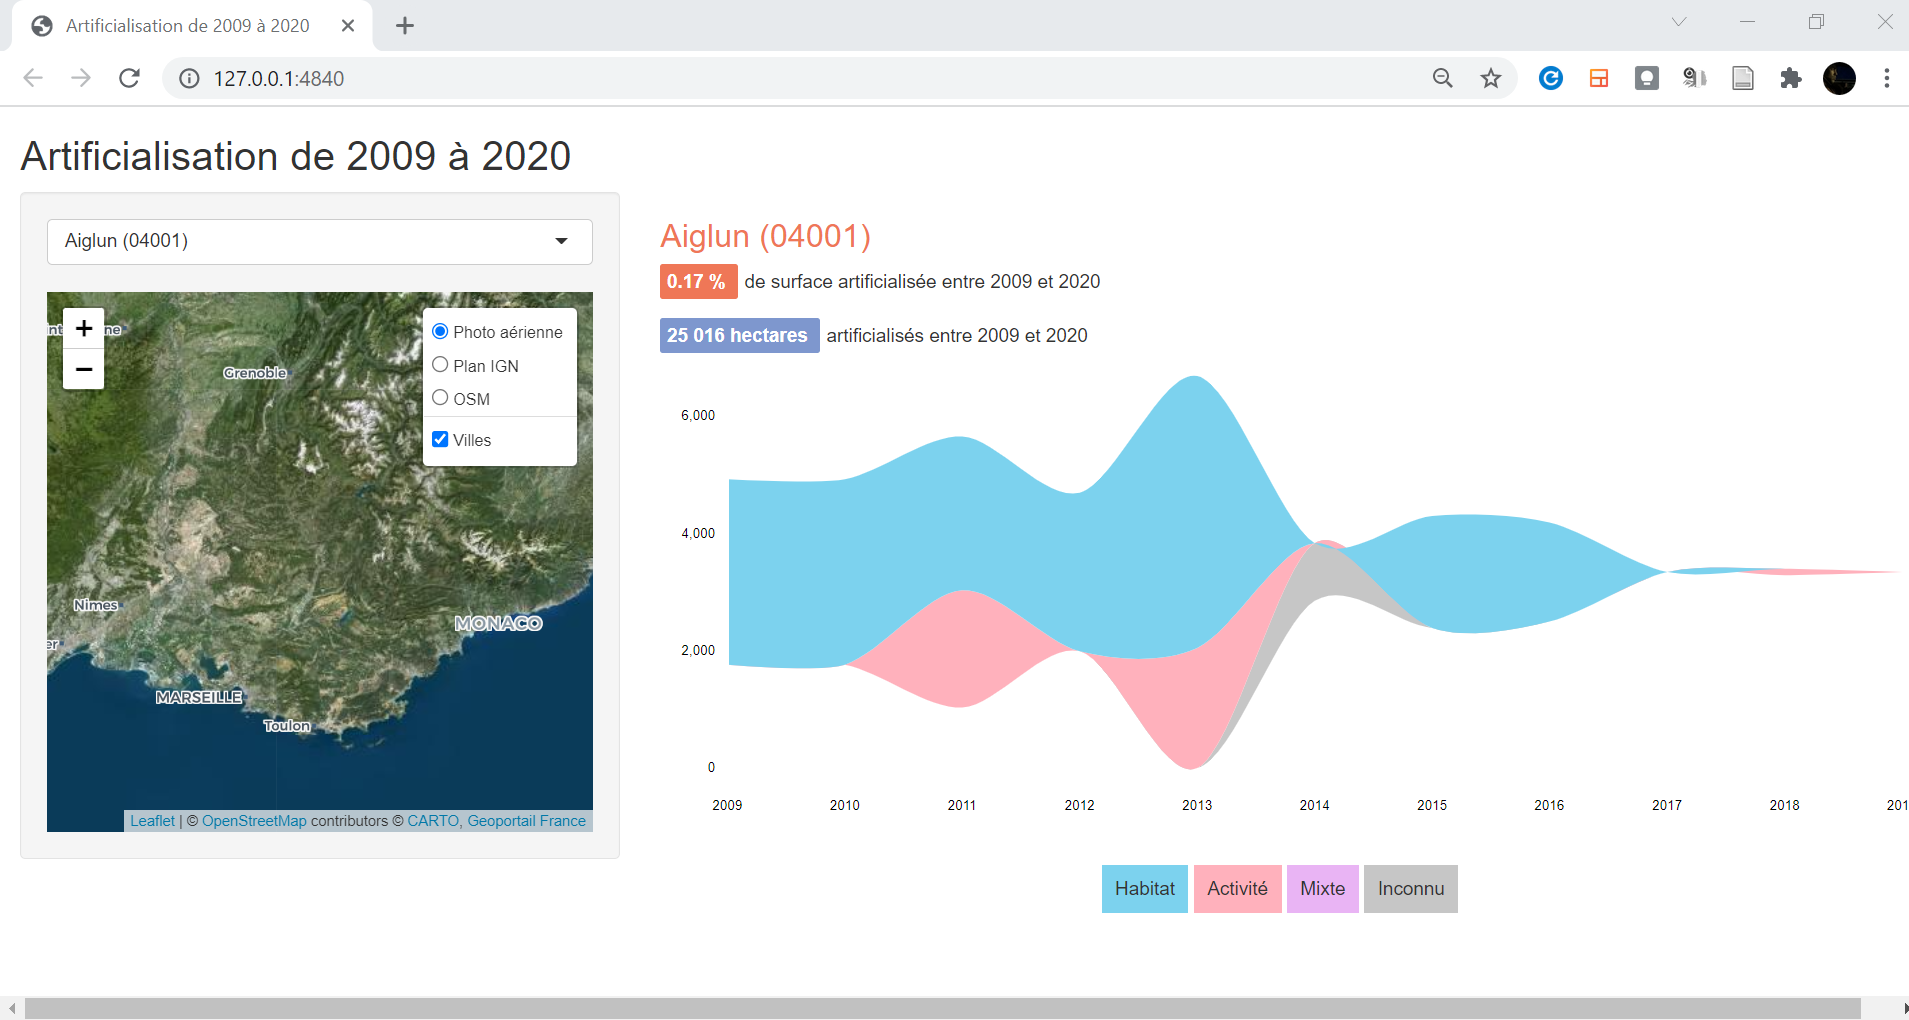 Artificialisation de 2009 à 2020
127.0.0.1:4840
Artificialisation de 2009 à 2020
Aiglun (04001)
+
−
Photo aérienne
Plan IGN
OSM
Villes
Grenoble
Nimes
MONACO
MARSEILLE
Toulon
Leaflet | © OpenStreetMap contributors © CARTO, Geoportail France
Aiglun (04001)
0.17 % de surface artificialisée entre 2009 et 2020
25 016 hectares artificialisés entre 2009 et 2020
6,000
4,000
2,000
0
2009 2010 2011 2012 2013 2014 2015 2016 2017 2018 201
Habitat Activité Mixte Inconnu